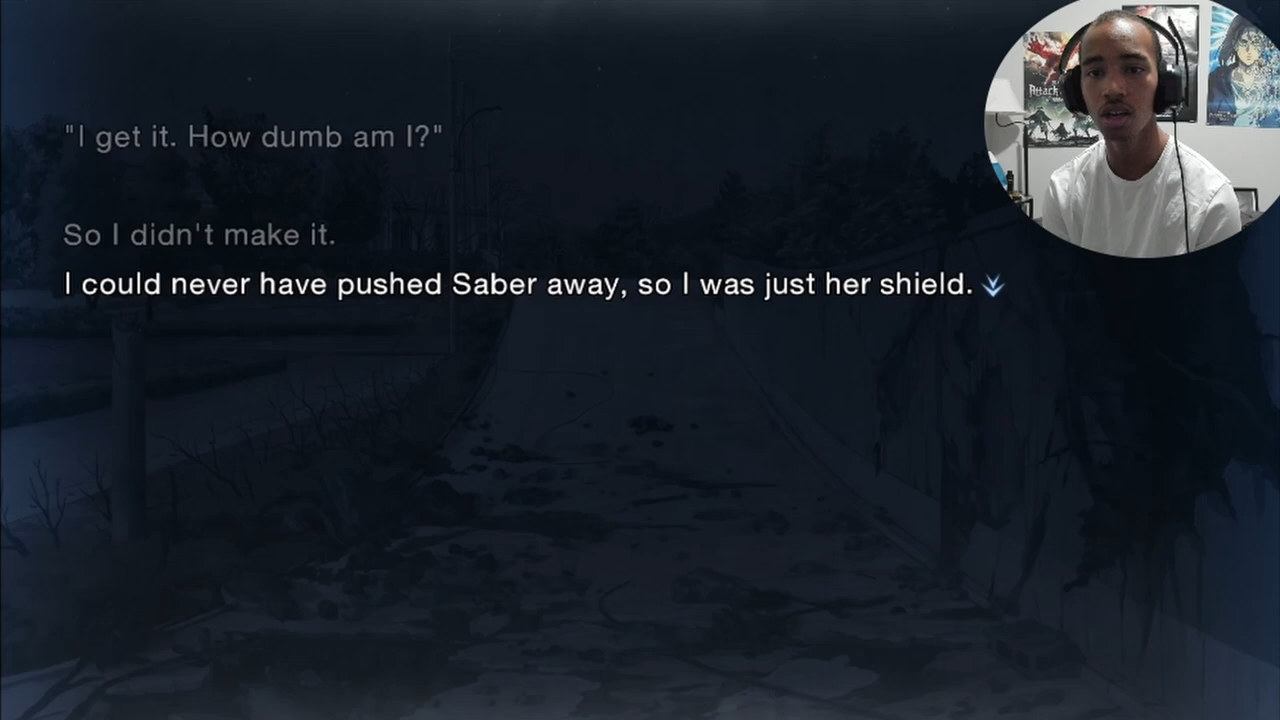 "I get it. How dumb am I?"
So I didn't make it.
I could never have pushed Saber away, so I was just her shield.
Attack